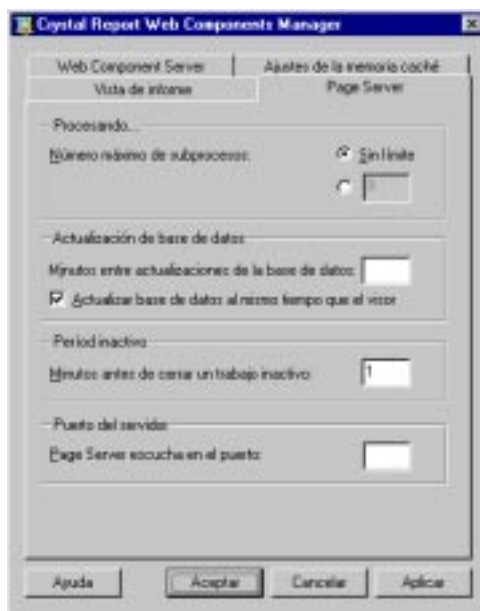 Crystal Report Web Components Manager
Web Component Server
Ajustes de la memoria caché
Vista de informe
Page Server
Procesando...
Número máximo de subprocesos:
Sin límite
Actualización de base de datos
Minutos entre actualizaciones de la base de datos:
Actualizar base de datos al mismo tiempo que el visor
Period inactivo
Minutos antes de cerrar un trabajo inactivo:
1
Puerto del servidor
Page Server escucha en el puerto:
Ayuda
Aceptar
Cancelar
Aplicar